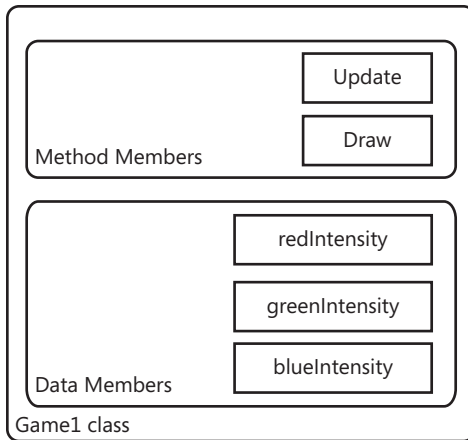 Update
Draw
Method Members
redIntensity
greenIntensity
blueIntensity
Data Members
Game1 class